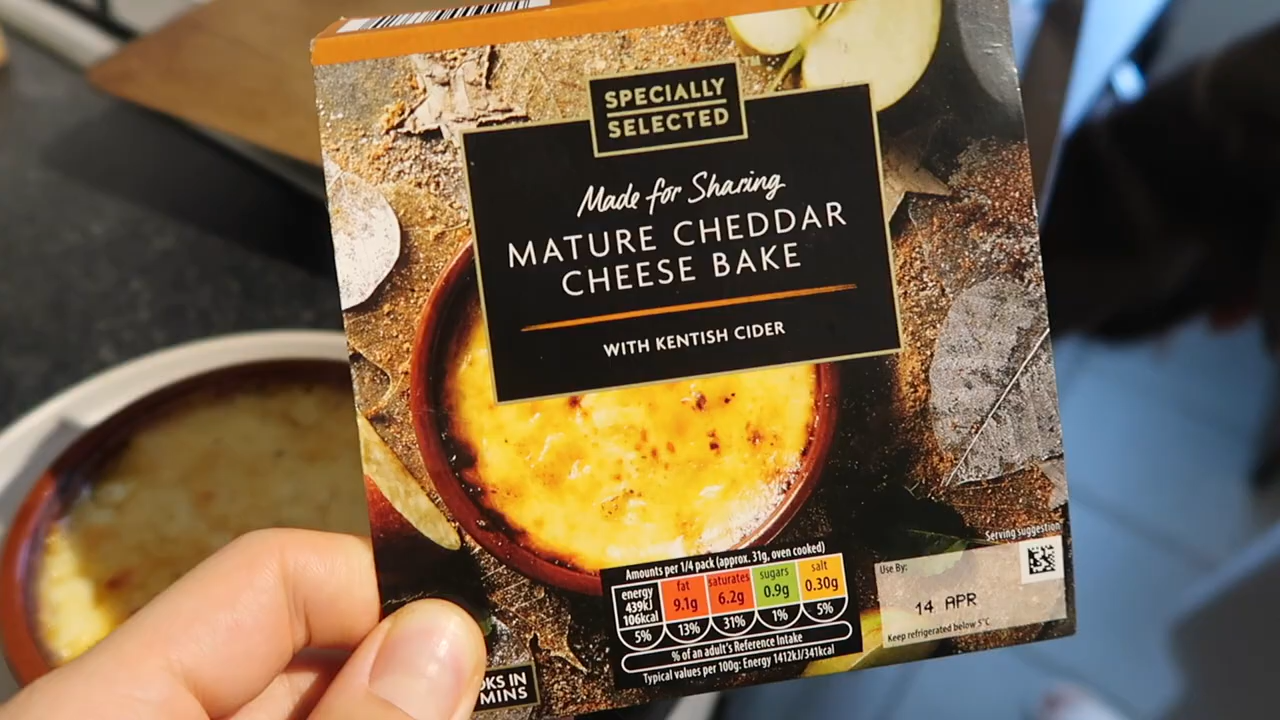 SPECIALLY
SELECTED
TM
Made for Sharing
MATURE CHEDDAR
CHEESE BAKE
WITH KENTISH CIDER
Serving suggestion
Amounts per 1/4 pack (approx. 31g, oven cooked)
energy
439kJ
106kcal
5%
fat
9.1g
13%
saturates
6.2g
31%
sugars
0.9g
1%
salt
0.30g
5%
% of an adult's Reference Intake
Typical values per 100g: Energy 1412kJ/341kcal
Use By:
14 APR
Keep refrigerated below 5°C
OKS IN
MINS